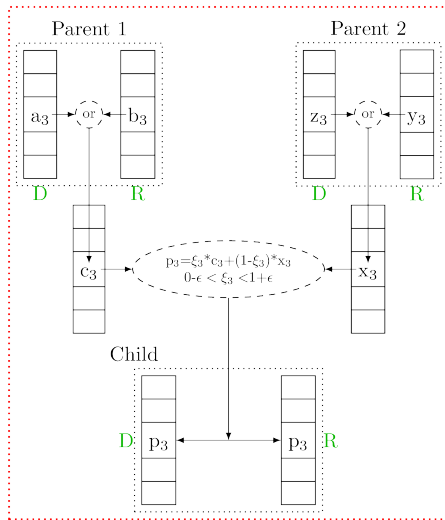 Parent 1
Parent 2
a₃ or b₃
z₃ or y₃
D R
D R
c₃
p₃=ξ₃*c₃+(1-ξ₃)*x₃
0-ϵ < ξ₃ <1+ϵ
x₃
Child
D p₃ p₃ R